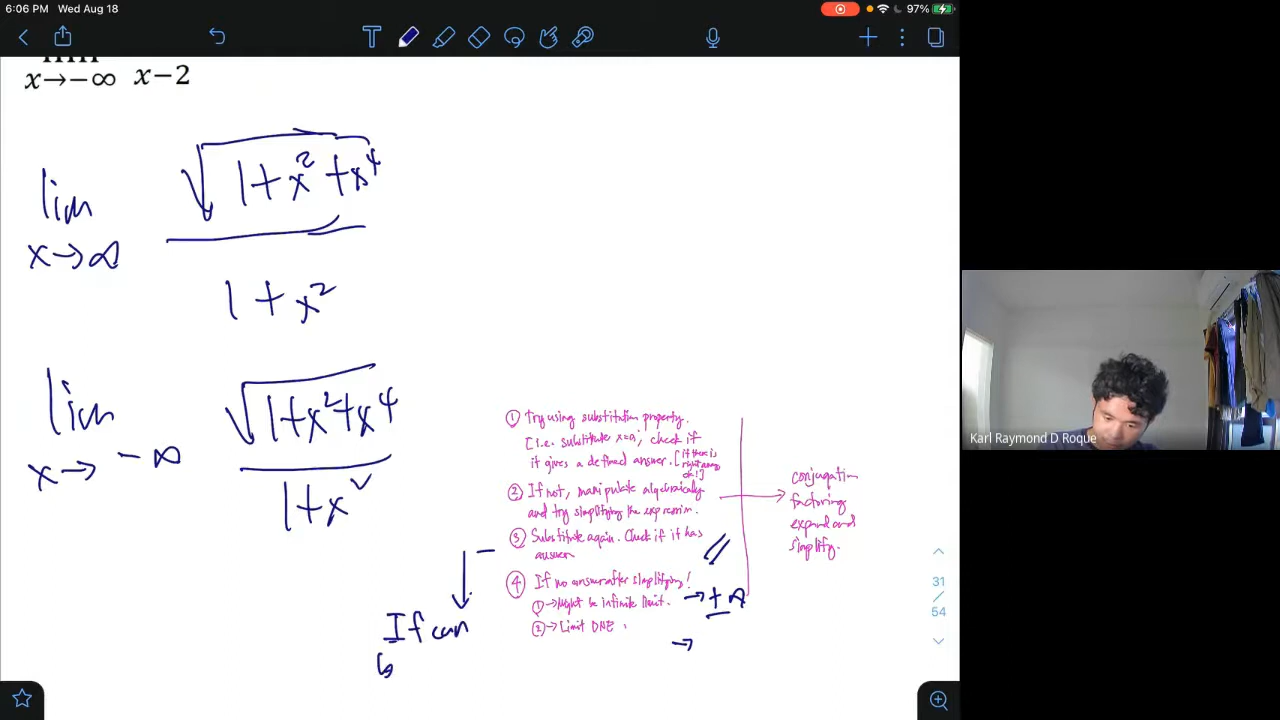 6:06 PM Wed Aug 18
97%
x→−∞ x−2
lim x→∞ √(1+x²+x⁴)
1+x²
lim x→ −∞ √(1+x²+x⁴)
1+x²
① Try using substitution property.
[i.e. substitute x=a, check if
it gives a defined answer. [if there is
② If not, manipulate algebraically
and try simplifying the expression.
③ Substitute again. Check if it has
answer
④ If no answer after simplifying!
① →Might be infinite limit. → +∞
② → Limit DNE. →
conjugation
factoring
expand and
simplify.
If can
31
/
54
Karl Raymond D Roque